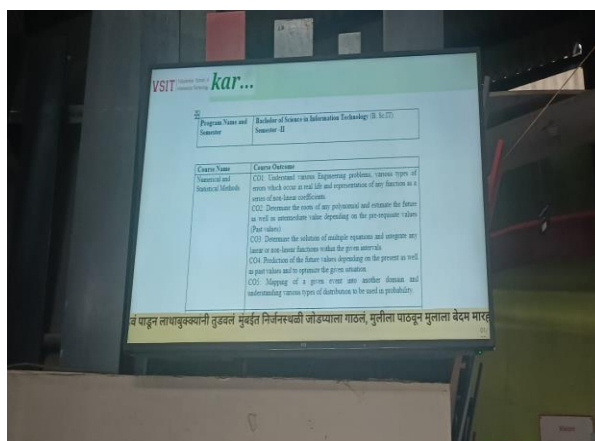 VSIT
kar...
Program Name and Semester
Bachelor of Science in Information Technology (B. Sc.IT)
Semester -II
Course Name
Course Outcome
Numerical and
Statistical Methods
CO1: Understand various Engineering problems, various types of
errors which occur in real life and representation of any function as a
series of non-linear coefficients.
CO2: Determine the roots of any polynomial and estimate the future
as well as intermediate value depending on the pre-requisite values
(Past values)
CO3: Determine the solution of multiple equations and integrate any
linear or non-linear functions within the given intervals.
CO4: Prediction of the future values depending on the present as well
as past values and to optimize the given situation.
CO5: Mapping of a given event into another domain and
understanding various types of distribution to be used in probability.
वं पाडून लाथाबुक्क्यांनी तुडवलं मुंबईत निर्जनस्थळी जोडप्याला गाठलं, मुलीला पाठवून मुलाला बेदम मारह